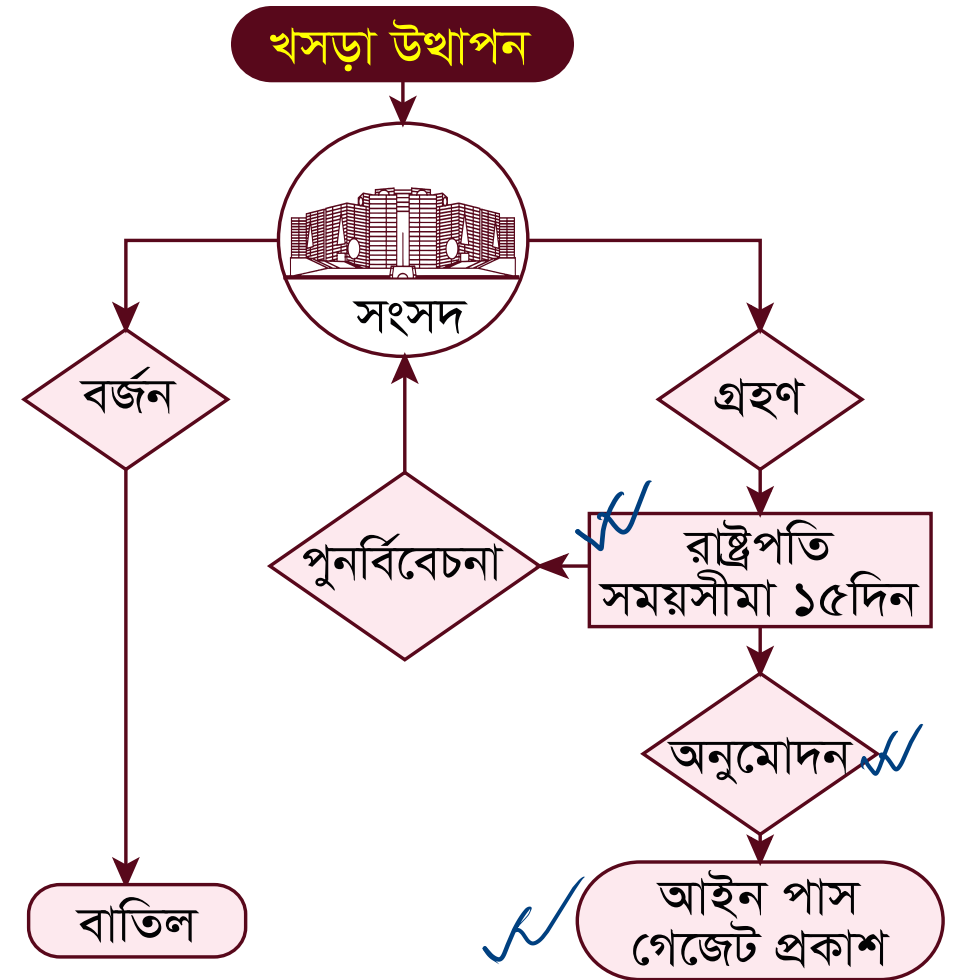 খসড়া উত্থাপন
সংসদ
বর্জন
গ্রহণ
পুনর্বিবেচনা
রাষ্ট্রপতি
সময়সীমা ১৫দিন
অনুমোদন
বাতিল
আইন পাস
গেজেট প্রকাশ